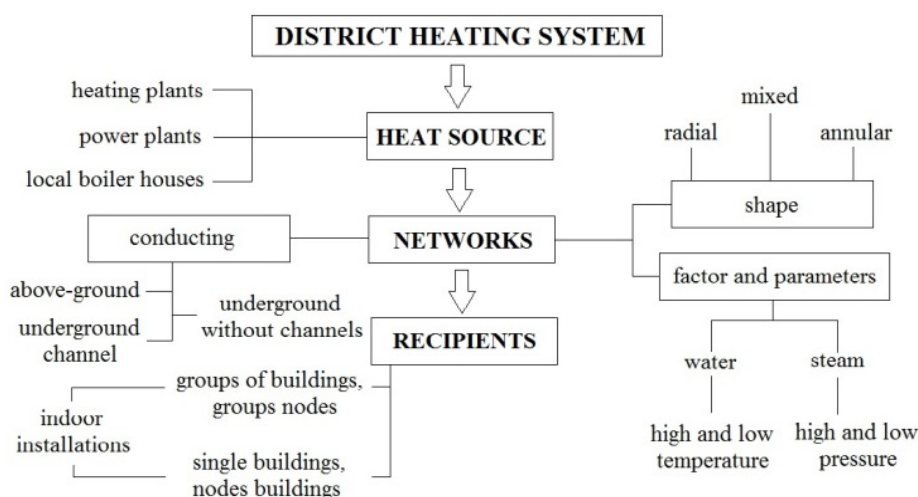 DISTRICT HEATING SYSTEM
heating plants
power plants
local boiler houses
HEAT SOURCE
mixed
radial
annular
shape
conducting
NETWORKS
factor and parameters
above-ground
underground
channel
underground
without channels
RECIPIENTS
water
steam
high and low
temperature
high and low
pressure
groups of buildings,
groups nodes
indoor
installations
single buildings,
nodes buildings